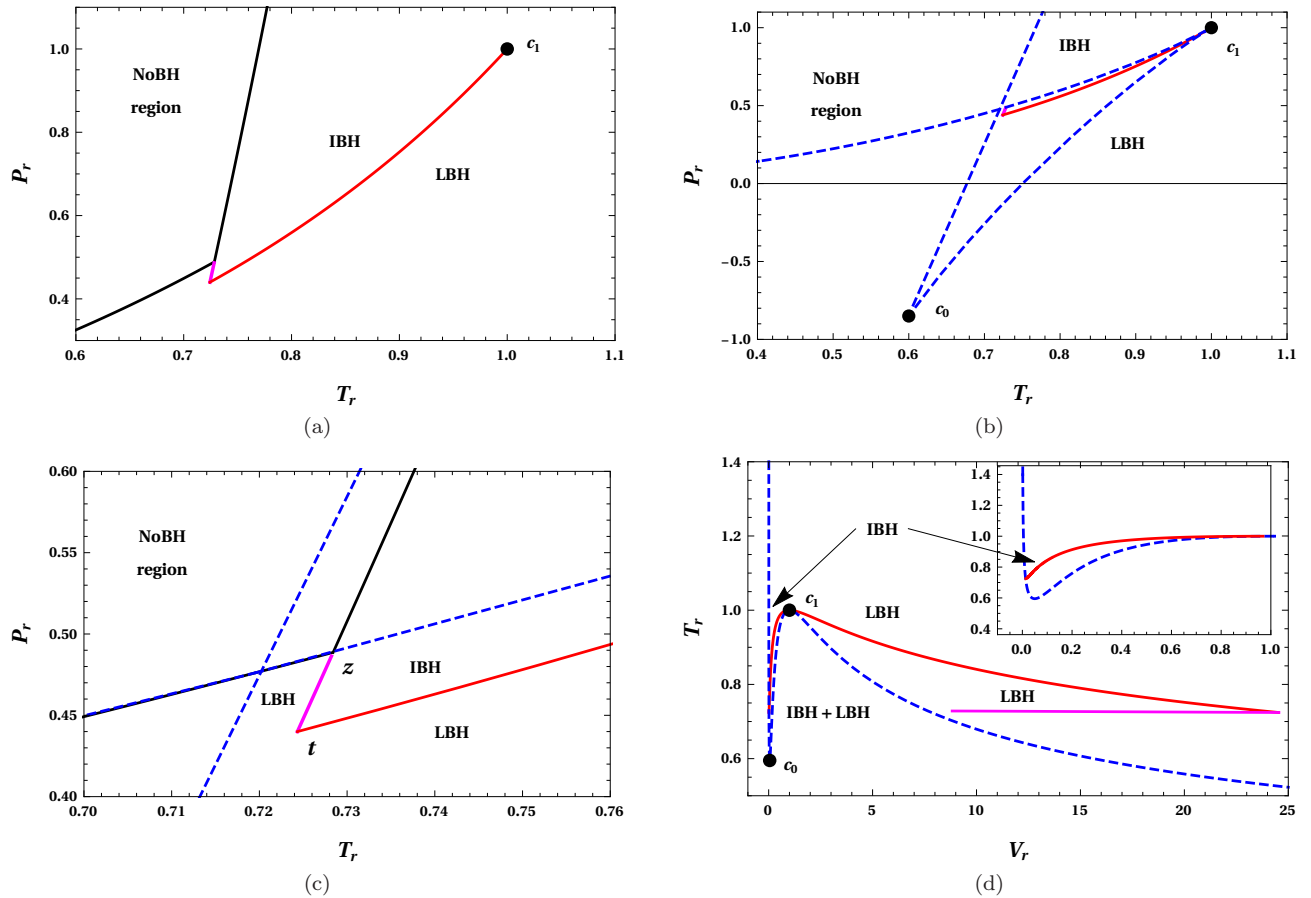 1.0
0.8
0.6
0.4
0.6
0.7
0.8
0.9
1.0
1.1
P_r
T_r
NoBH
region
IBH
LBH
c_1
(a)
1.0
0.5
0.0
-0.5
-1.0
0.4
0.5
0.6
0.7
0.8
0.9
1.0
1.1
P_r
T_r
NoBH
region
IBH
LBH
c_1
c_0
(b)
0.60
0.55
0.50
0.45
0.40
0.70
0.71
0.72
0.73
0.74
0.75
0.76
P_r
T_r
NoBH
region
z
IBH
LBH
LBH
t
(c)
1.4
1.2
1.0
0.8
0.6
0
5
10
15
20
25
T_r
V_r
IBH
c_1
LBH
LBH
IBH + LBH
c_0
1.4
1.2
1.0
0.8
0.6
0.4
0.0
0.2
0.4
0.6
0.8
1.0
(d)